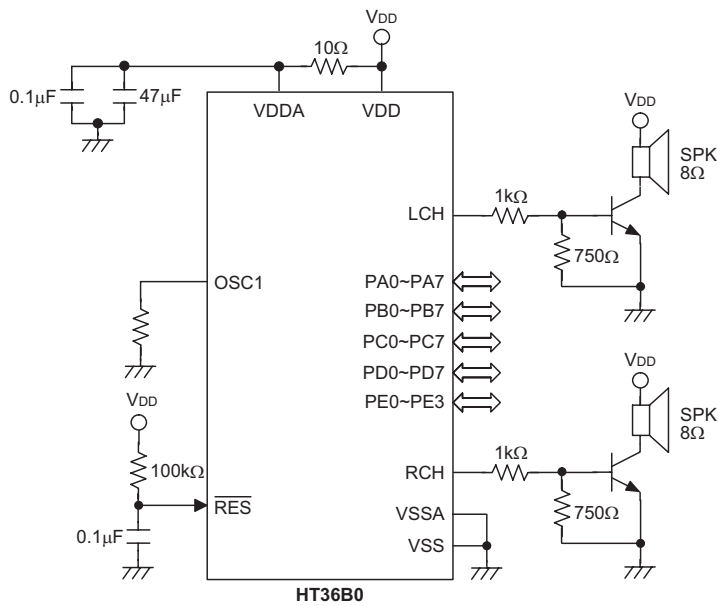 VDD
10Ω
0.1μF
47μF
VDDA
VDD
VDD
SPK
8Ω
LCH
1kΩ
750Ω
OSC1
PA0~PA7
PB0~PB7
PC0~PC7
PD0~PD7
PE0~PE3
VDD
VDD
SPK
8Ω
100kΩ
RCH
1kΩ
RES
750Ω
VSSA
0.1μF
VSS
HT36B0